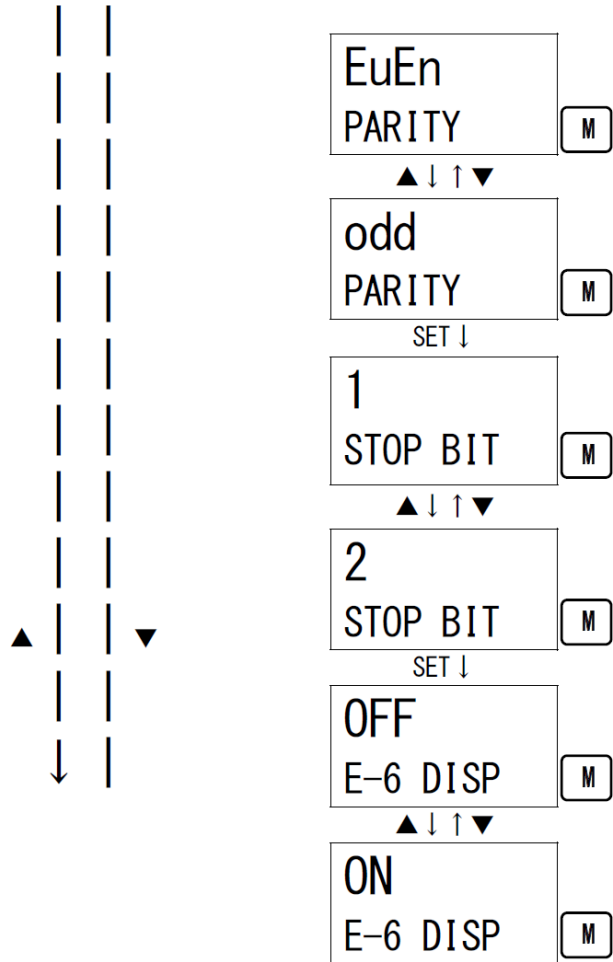 EuEn
PARITY M
▲↓↑▼
odd
PARITY M
SET↓
1
STOP BIT M
▲↓↑▼
2
STOP BIT M
▲ ▼
SET↓
OFF
E-6 DISP M
▲↓↑▼
ON
E-6 DISP M